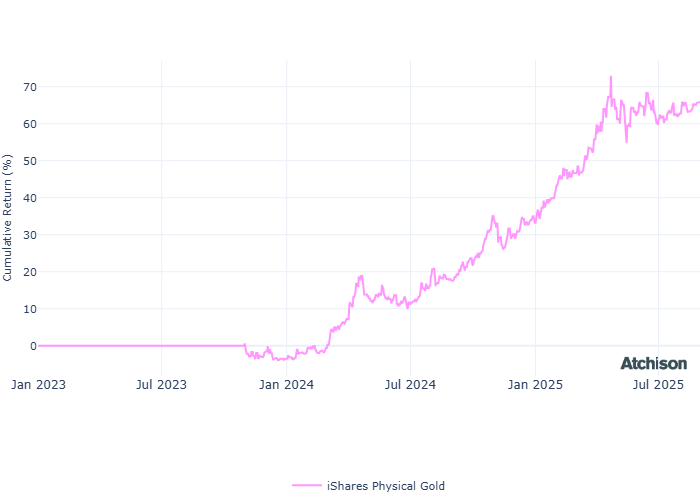 Cumulative Return (%)
70
60
50
40
30
20
10
0
Jan 2023
Jul 2023
Jan 2024
Jul 2024
Jan 2025
Jul 2025
Atchison
iShares Physical Gold